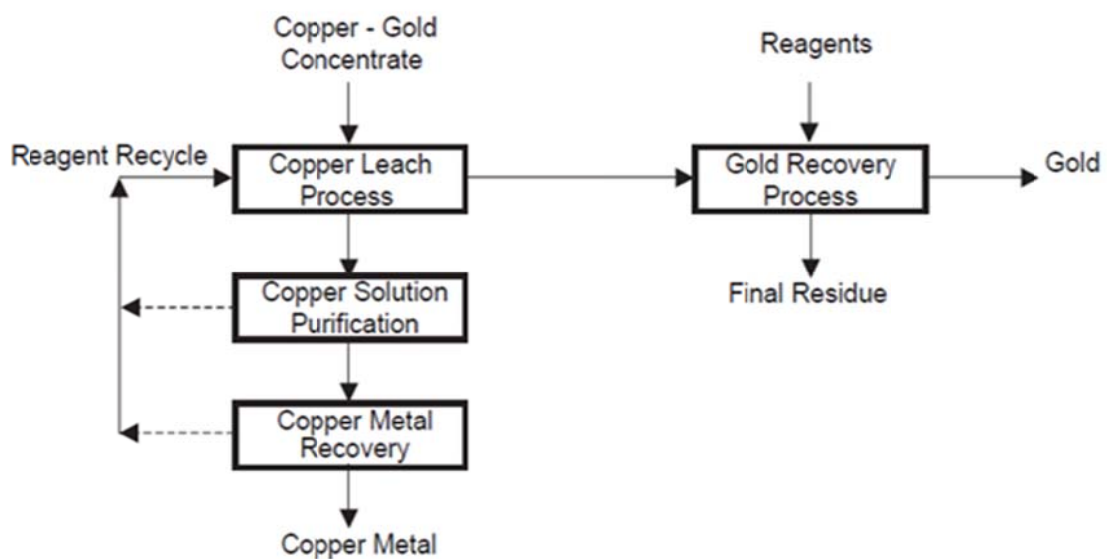 Copper - Gold
Concentrate
Reagents
Reagent Recycle
Copper Leach
Process
Gold Recovery
Process
Gold
Copper Solution
Purification
Final Residue
Copper Metal
Recovery
Copper Metal